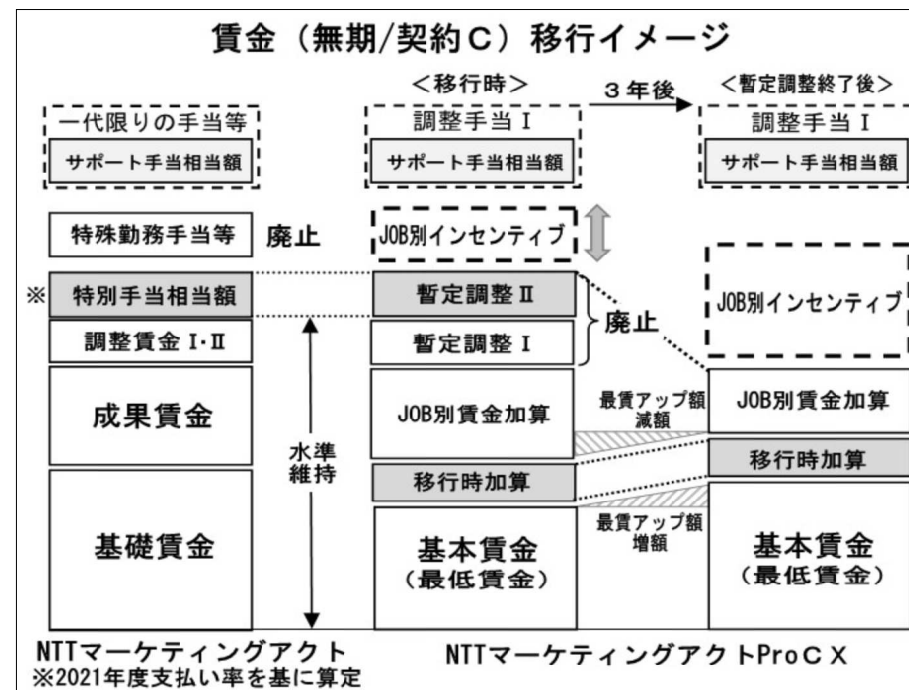 賃金（無期/契約Ｃ）移行イメージ
＜移行時＞
３年後
＜暫定調整終了後＞
一代限りの手当等
サポート手当相当額
調整手当Ⅰ
サポート手当相当額
調整手当Ⅰ
サポート手当相当額
特殊勤務手当等
廃止
JOB別インセンティブ
JOB別インセンティブ
※
特別手当相当額
暫定調整Ⅱ
調整賃金Ⅰ･Ⅱ
暫定調整Ⅰ
廃止
成果賃金
JOB別賃金加算
最賃アップ額
減額
JOB別賃金加算
水準
維持
移行時加算
移行時加算
基礎賃金
基本賃金
（最低賃金）
最賃アップ額
増額
基本賃金
（最低賃金）
NTTマーケティングアクト
※2021年度支払い率を基に算定
NTTマーケティングアクトProＣＸ